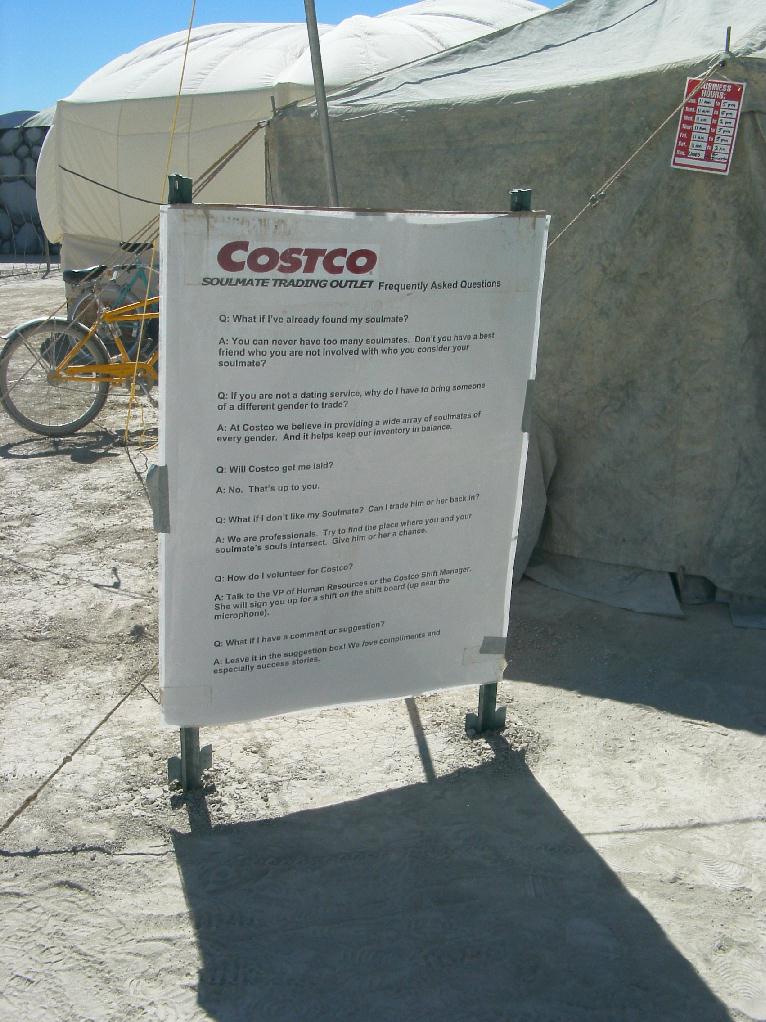 BUSINESS
HOURS:
COSTCO
SOULMATE TRADING OUTLET Frequently Asked Questions
Q: What if I've already found my soulmate?
A: You can never have too many soulmates. Don't you have a best
friend who you are not involved with who you consider your
soulmate?
Q: If you are not a dating service, why do I have to bring someone
of a different gender to trade?
A: At Costco we believe in providing a wide array of soulmates of
every gender. And it helps keep our inventory in balance.
Q: Will Costco get me laid?
A: No. That's up to you.
Q: What if I don't like my Soulmate? Can I trade him or her back in?
A: We are professionals. Try to find the place where you and your
soulmate's souls intersect. Give him or her a chance.
Q: How do I volunteer for Costco?
A: Talk to the VP of Human Resources or the Costco Shift Manager.
She will sign you up for a shift on the shift board (up near the
microphone).
Q: What if I have a comment or suggestion?
A: Leave it in the suggestion box! We love compliments and
especially success stories.